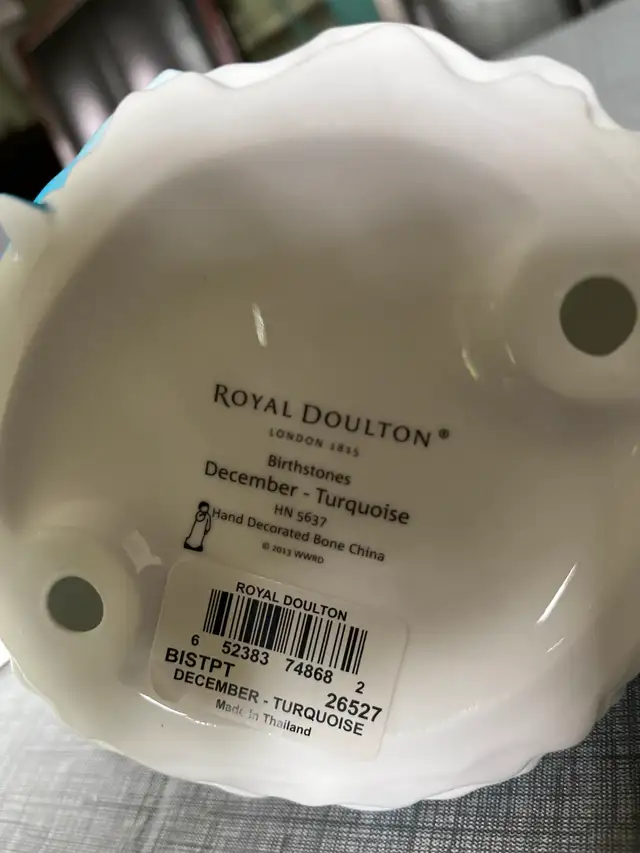 ROYAL DOULTON®
LONDON 1815
Birthstones
December - Turquoise
HN 5637
Hand Decorated Bone China
© 2013 WWRD
ROYAL DOULTON
6 52383 74868 2
BISTPT 26527
DECEMBER - TURQUOISE
Made in Thailand